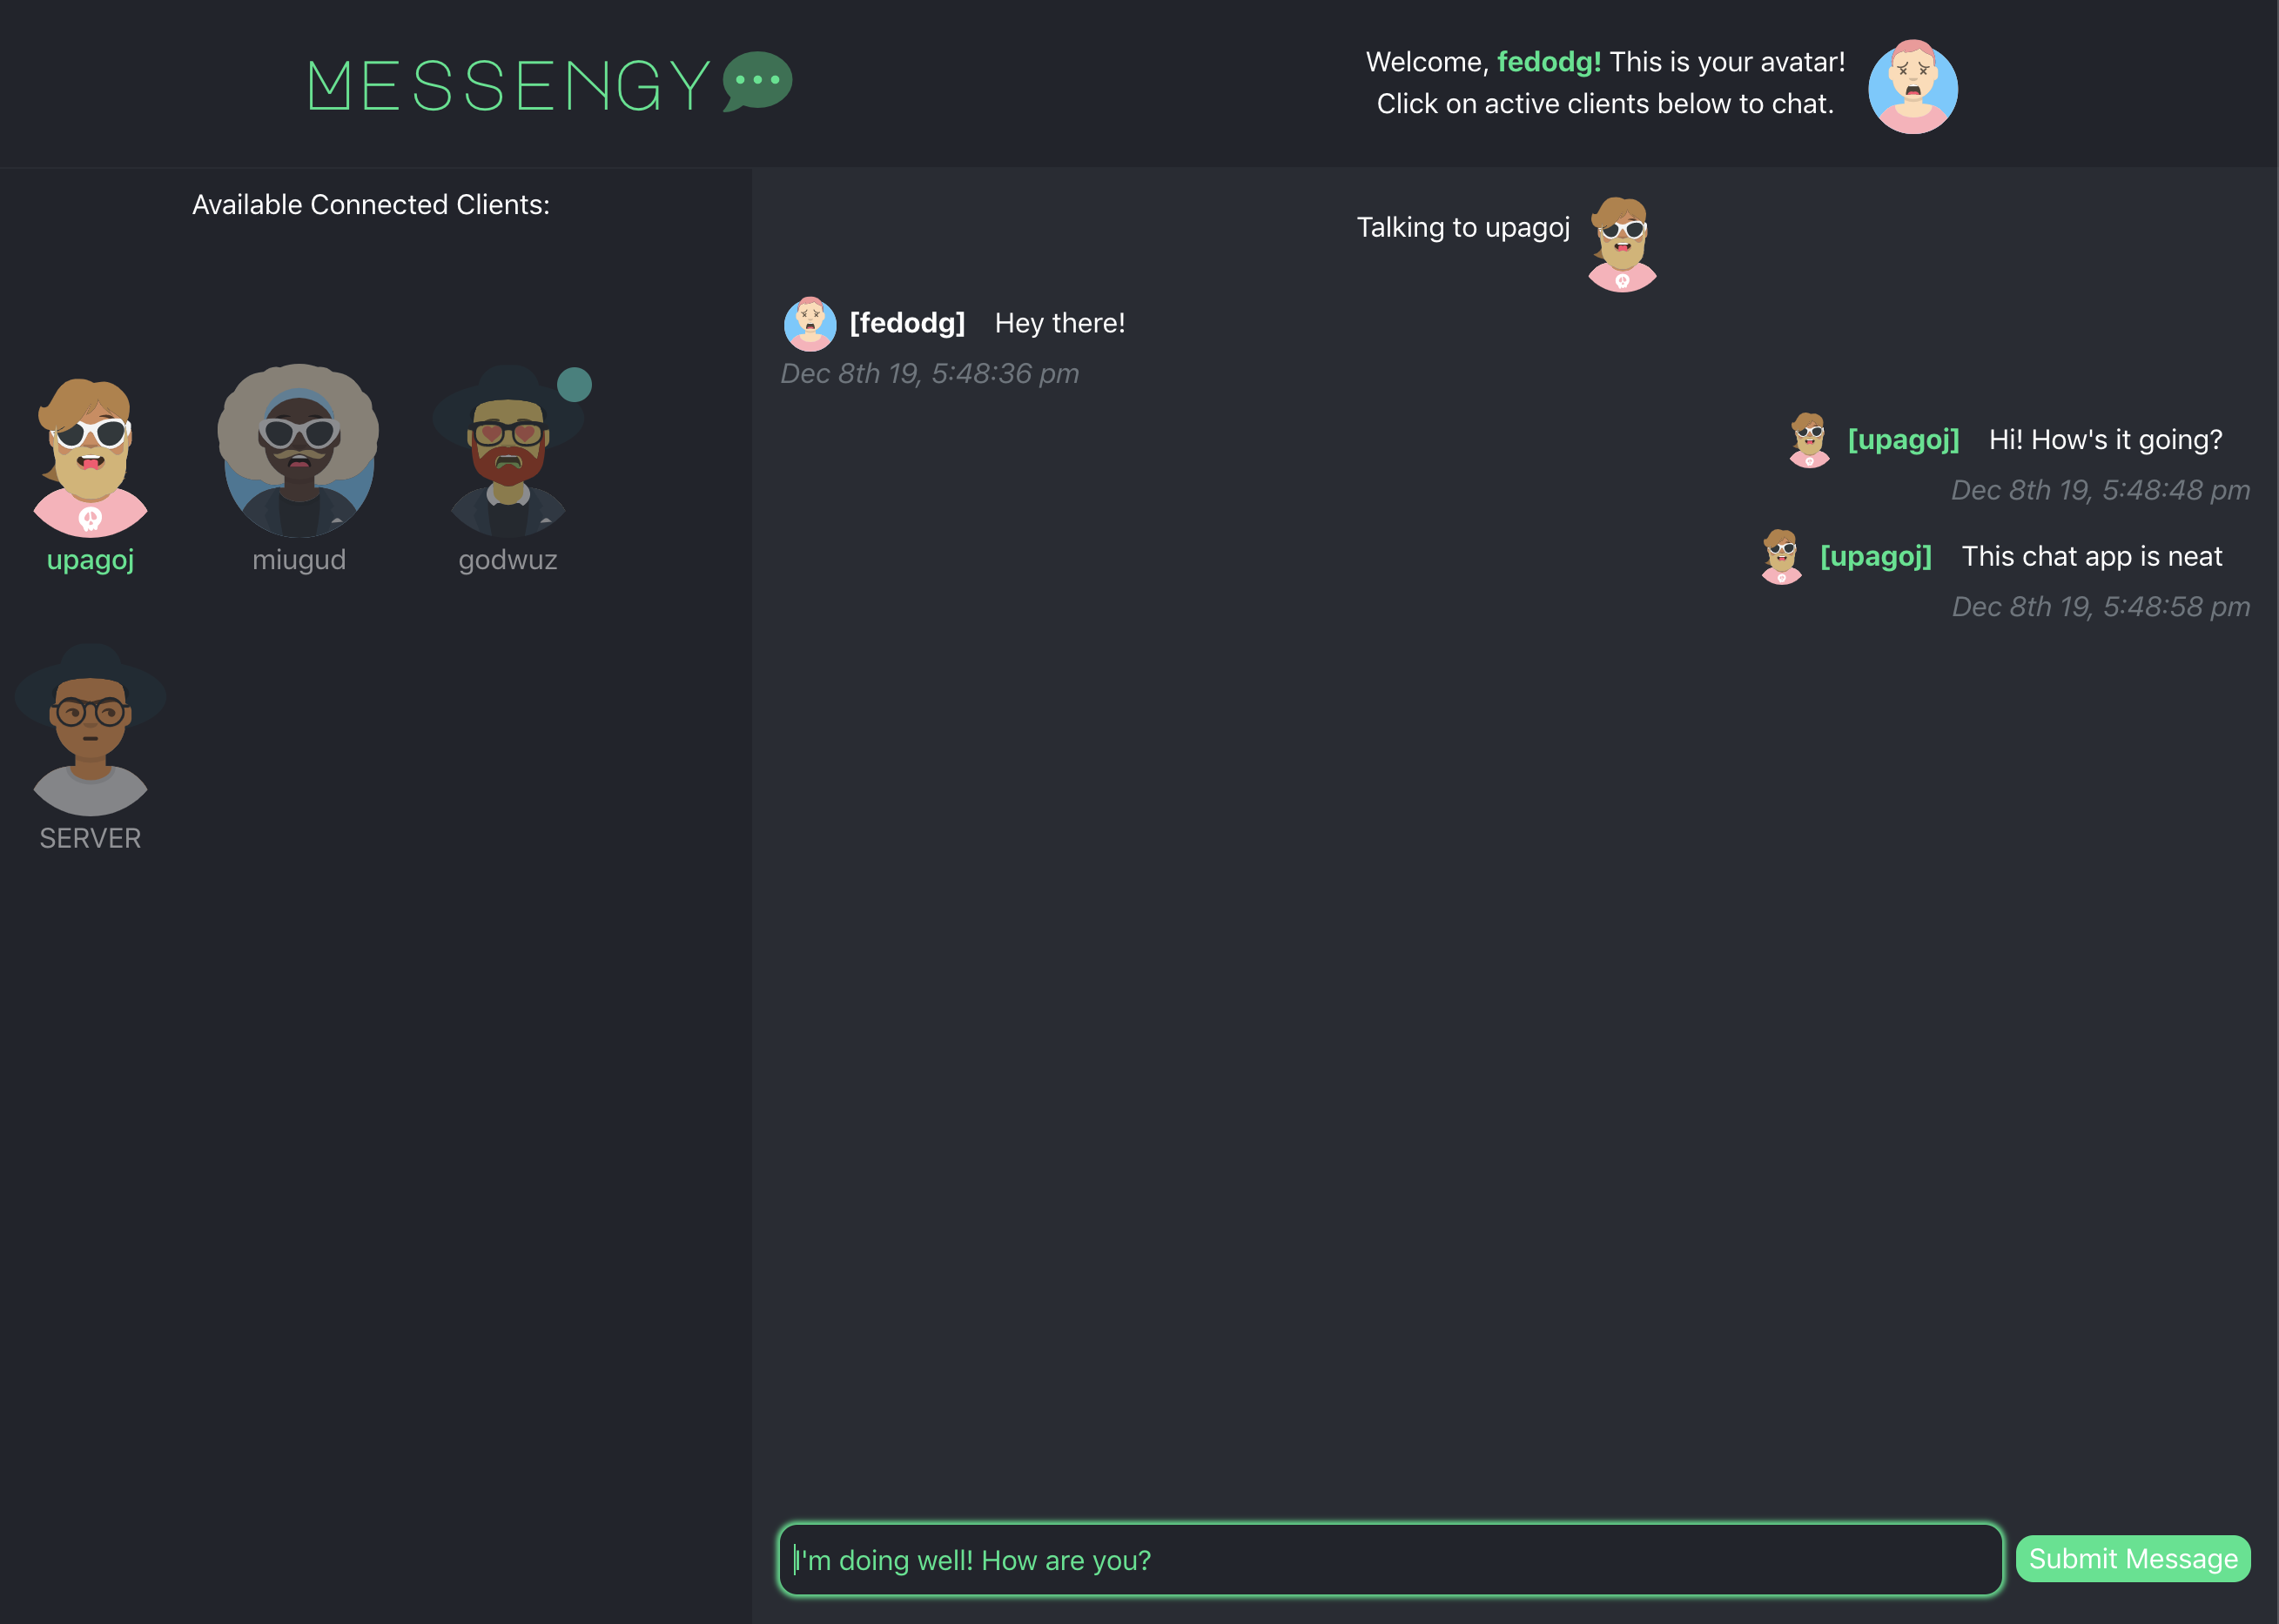 MESSENGY
Welcome, fedodg! This is your avatar!
Click on active clients below to chat.
Available Connected Clients:
upagoj
miugud
godwuz
SERVER
Talking to upagoj
[fedodg] Hey there!
Dec 8th 19, 5:48:36 pm
[upagoj] Hi! How's it going?
Dec 8th 19, 5:48:48 pm
[upagoj] This chat app is neat
Dec 8th 19, 5:48:58 pm
I'm doing well! How are you?
Submit Message